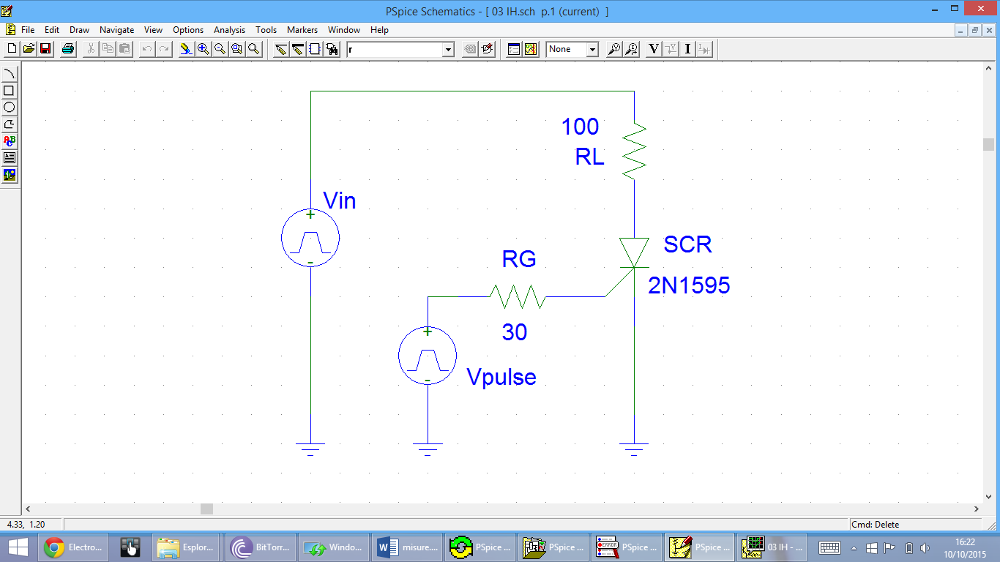 PSpice Schematics - [ 03 IH.sch p.1 (current) ]
File Edit Draw Navigate View Options Analysis Tools Markers Window Help
r None V I
ABC
100
RL
Vin
+
-
SCR
2N1595
RG
30
+
-
Vpulse
4.33, 1.20 Cmd: Delete
Electro... Esplor... BitTorr... Windo... misure.... PSpice ... PSpice ... ERROR PSpice ... PSpice ... 03 IH - ... 16:22
10/10/2015